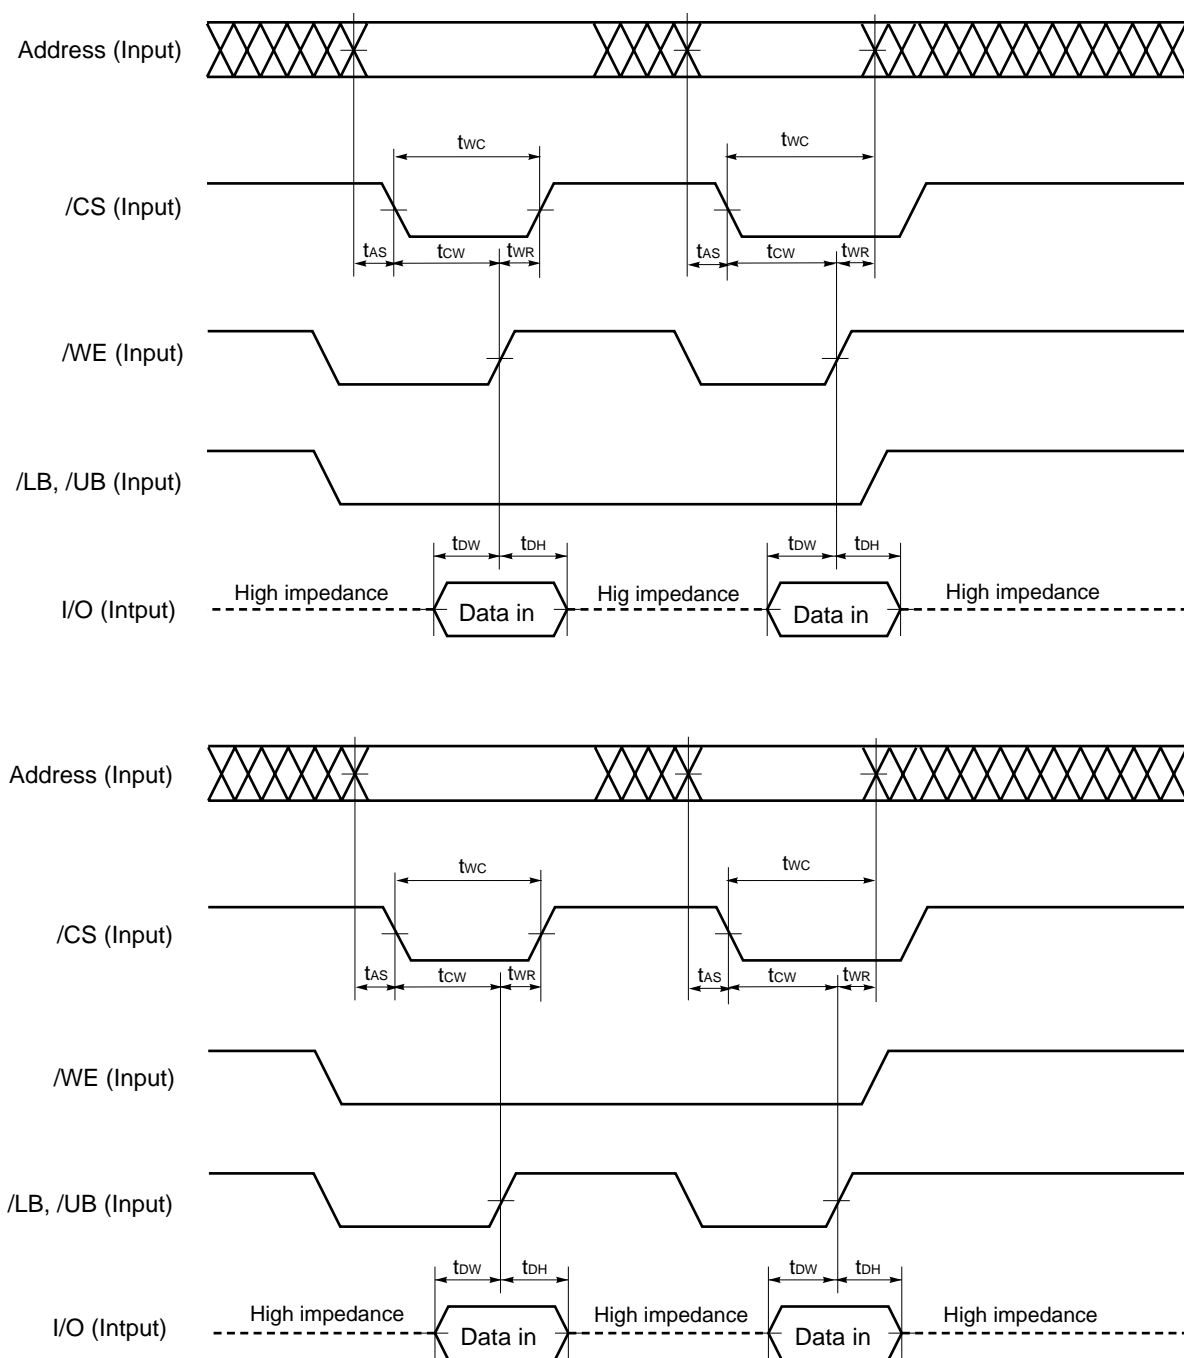 Address (Input)
tWC
tWC
/CS (Input)
tAS
tCW
tWR
tAS
tCW
tWR
/WE (Input)
/LB, /UB (Input)
tDW
tDH
tDW
tDH
High impedance
Hig impedance
High impedance
I/O (Intput)
Data in
Data in
Address (Input)
tWC
tWC
/CS (Input)
tAS
tCW
tWR
tAS
tCW
tWR
/WE (Input)
/LB, /UB (Input)
tDW
tDH
tDW
tDH
High impedance
High impedance
High impedance
I/O (Intput)
Data in
Data in